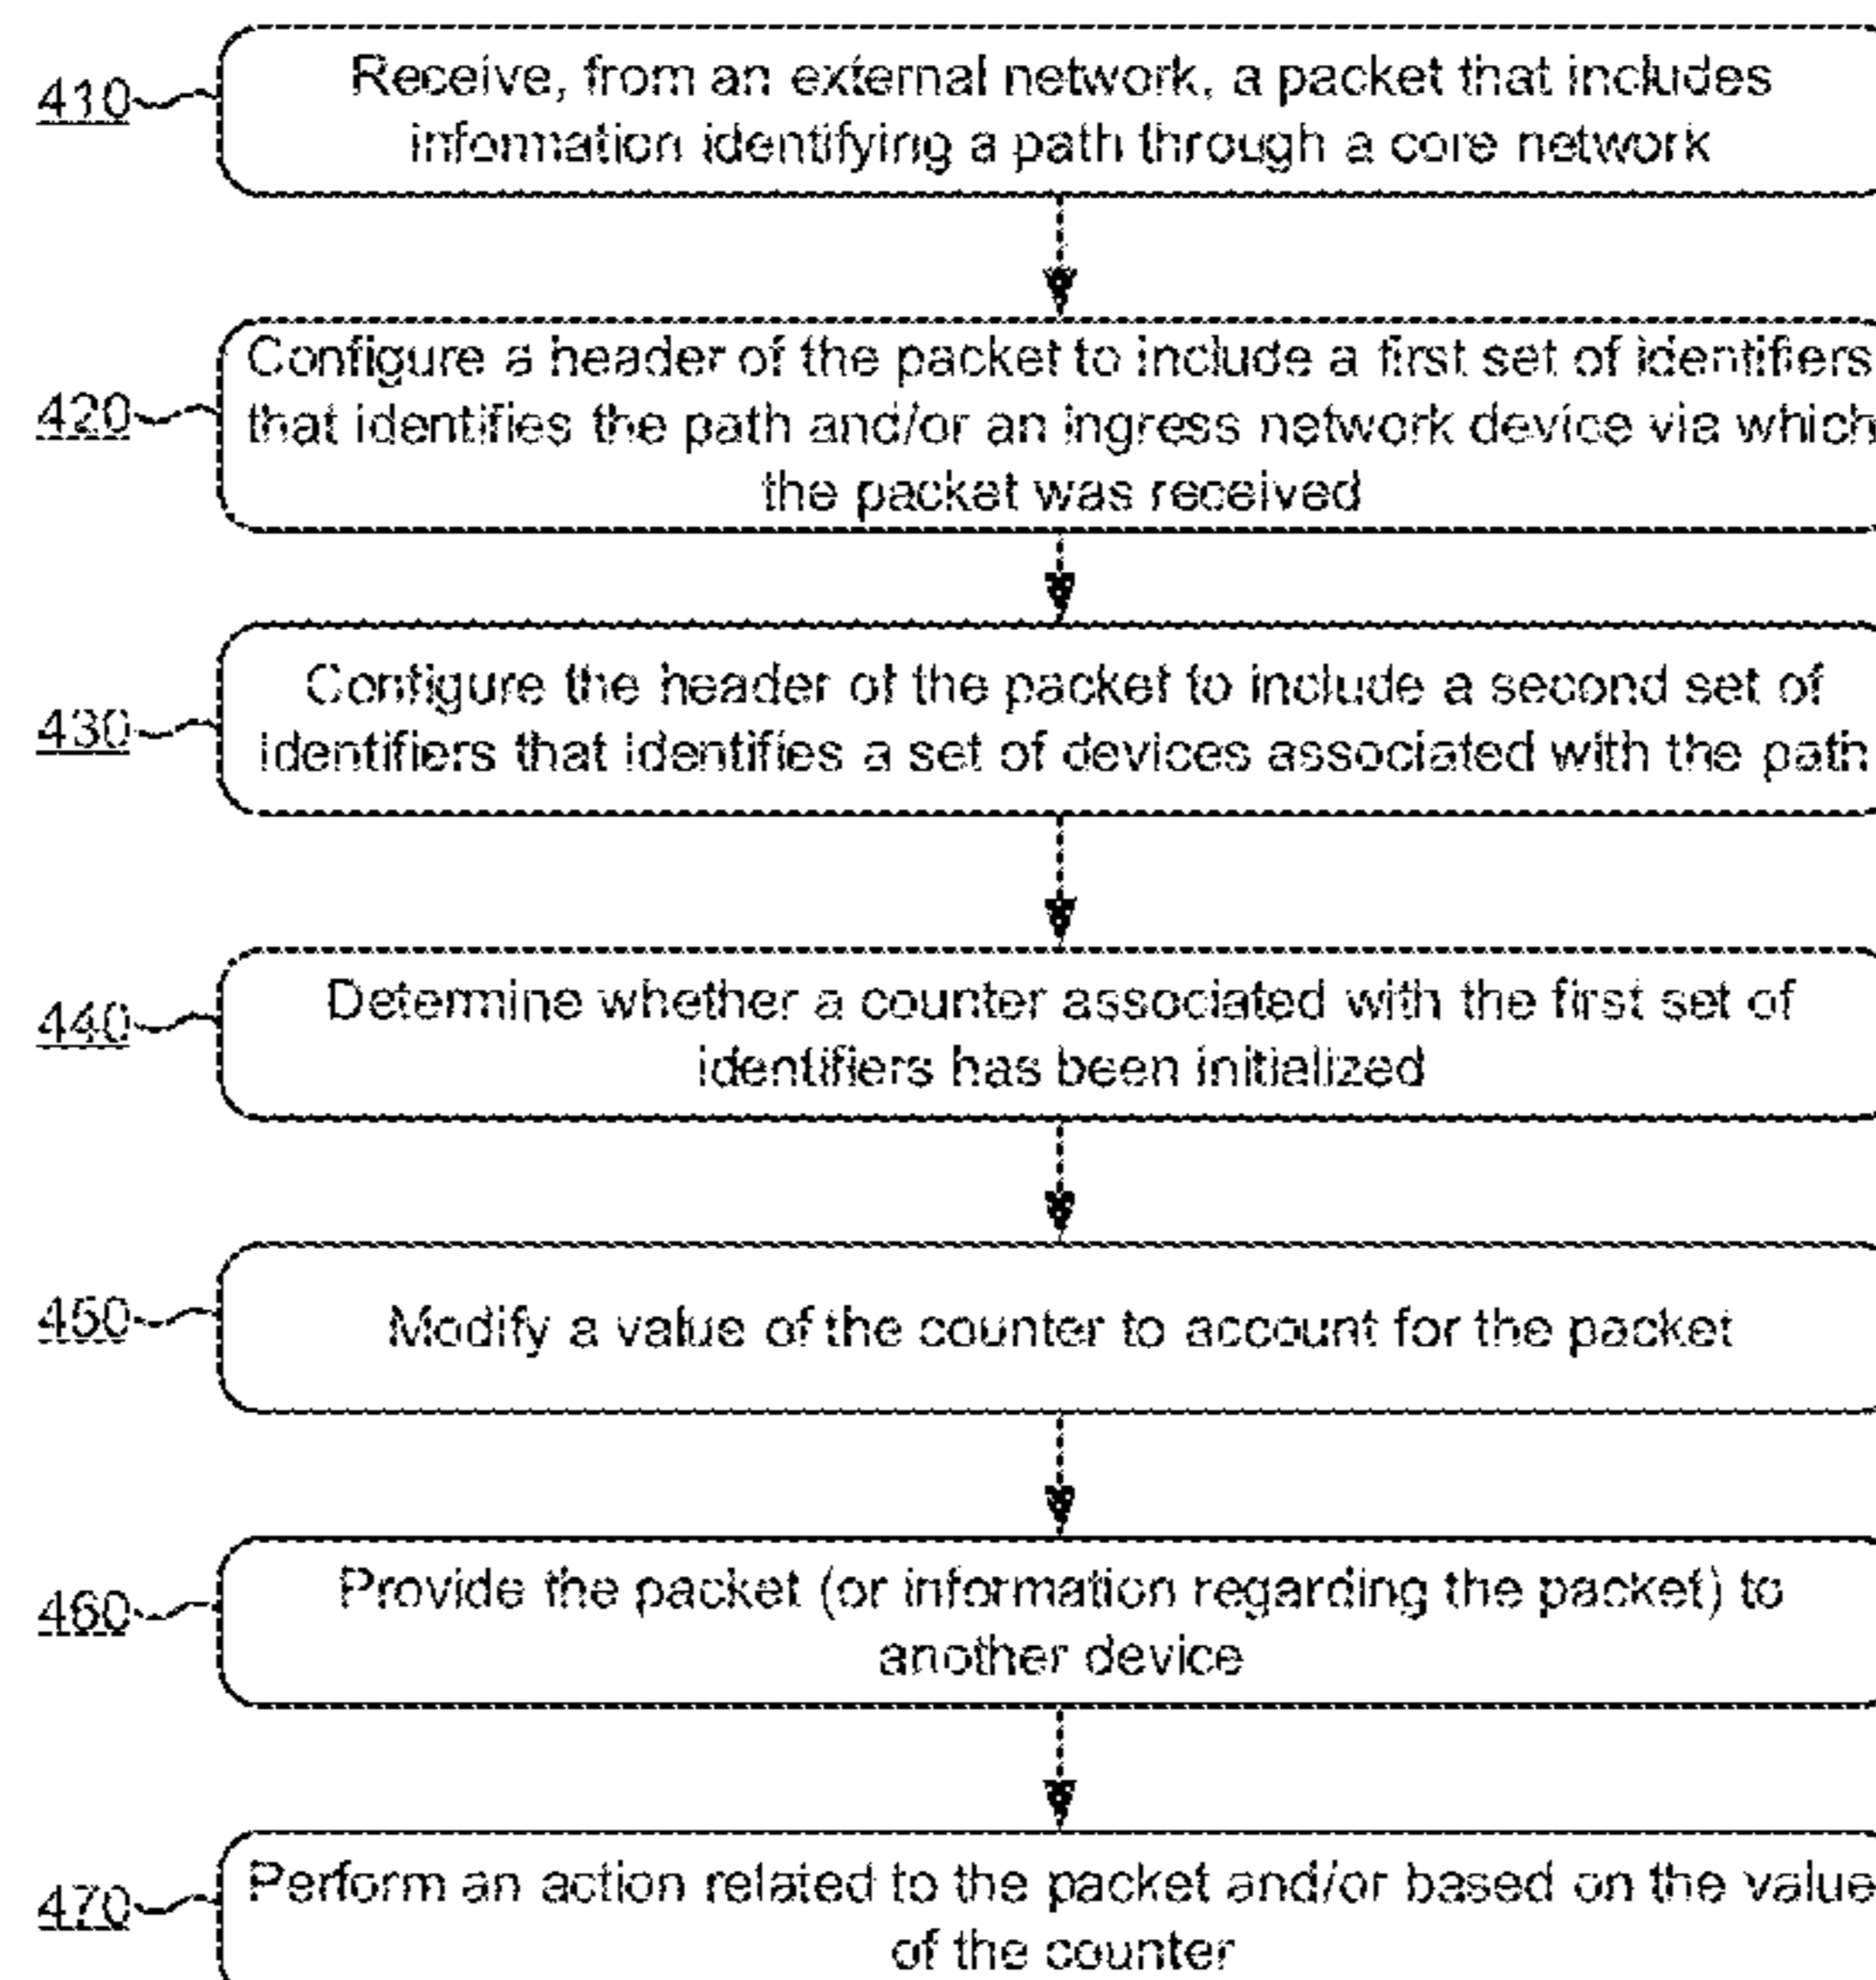 410
Receive, from an external network, a packet that includes
information identifying a path through a core network
420
Configure a header of the packet to include a first set of identifiers
that identifies the path and/or an ingress network device via which
the packet was received
430
Configure the header of the packet to include a second set of
identifiers that identifies a set of devices associated with the path
440
Determine whether a counter associated with the first set of
identifiers has been initialized
450
Modify a value of the counter to account for the packet
460
Provide the packet (or information regarding the packet) to
another device
470
Perform an action related to the packet and/or based on the value
of the counter